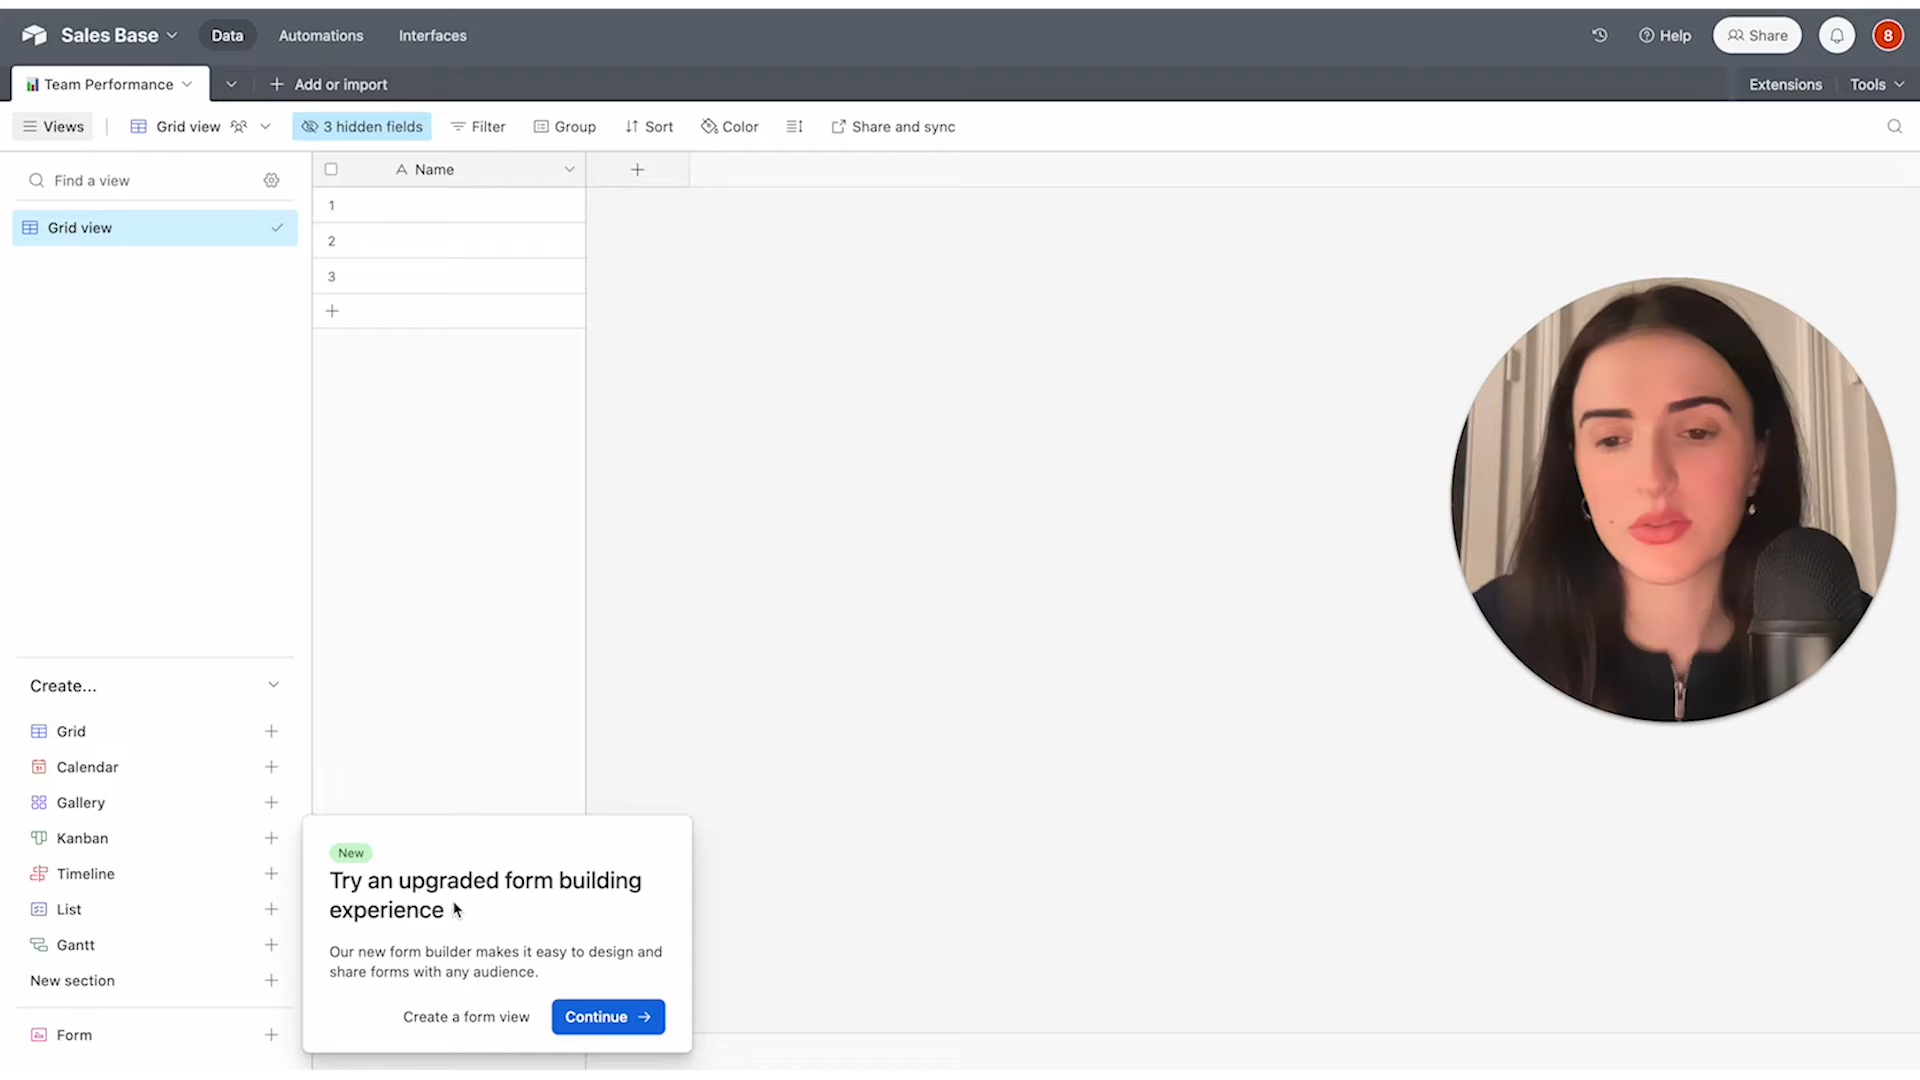 Sales Base Data Automations Interfaces Help Share 8
Team Performance Add or import Extensions Tools
Views Grid view 3 hidden fields Filter Group Sort Color Share and sync
Find a view
Grid view
Name
1
2
3
Create...
Grid
Calendar
Gallery
Kanban
Timeline
List
Gantt
New section
Form
New
Try an upgraded form building
experience
Our new form builder makes it easy to design and
share forms with any audience.
Create a form view Continue